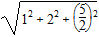 √(1² + 2² + (5/2)²)